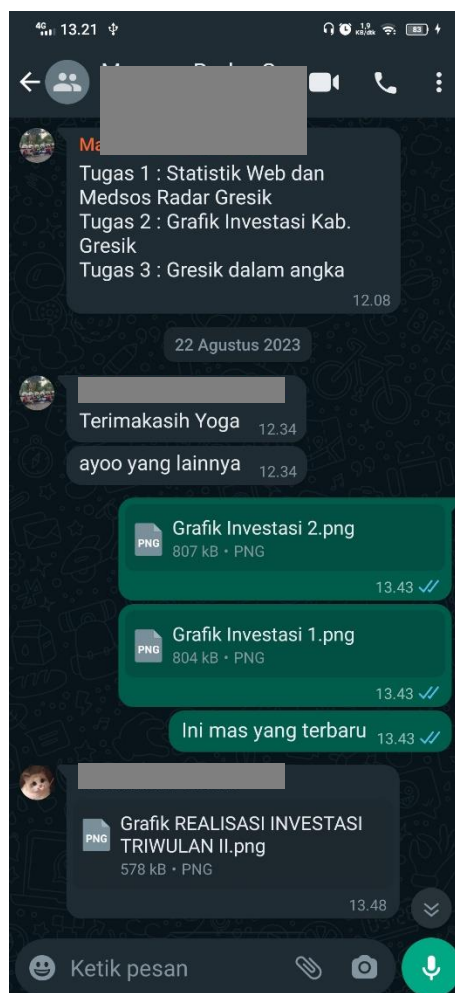 4G 13.21 1,9 KB/dtk 83
Tugas 1 : Statistik Web dan
Medsos Radar Gresik
Tugas 2 : Grafik Investasi Kab.
Gresik
Tugas 3 : Gresik dalam angka
12.08
22 Agustus 2023
Terimakasih Yoga 12.34
ayoo yang lainnya 12.34
Grafik Investasi 2.png
PNG
807 kB • PNG
13.43
Grafik Investasi 1.png
PNG
804 kB • PNG
13.43
Ini mas yang terbaru 13.43
Grafik REALISASI INVESTASI
PNG
TRIWULAN II.png
578 kB • PNG
13.48
Ketik pesan